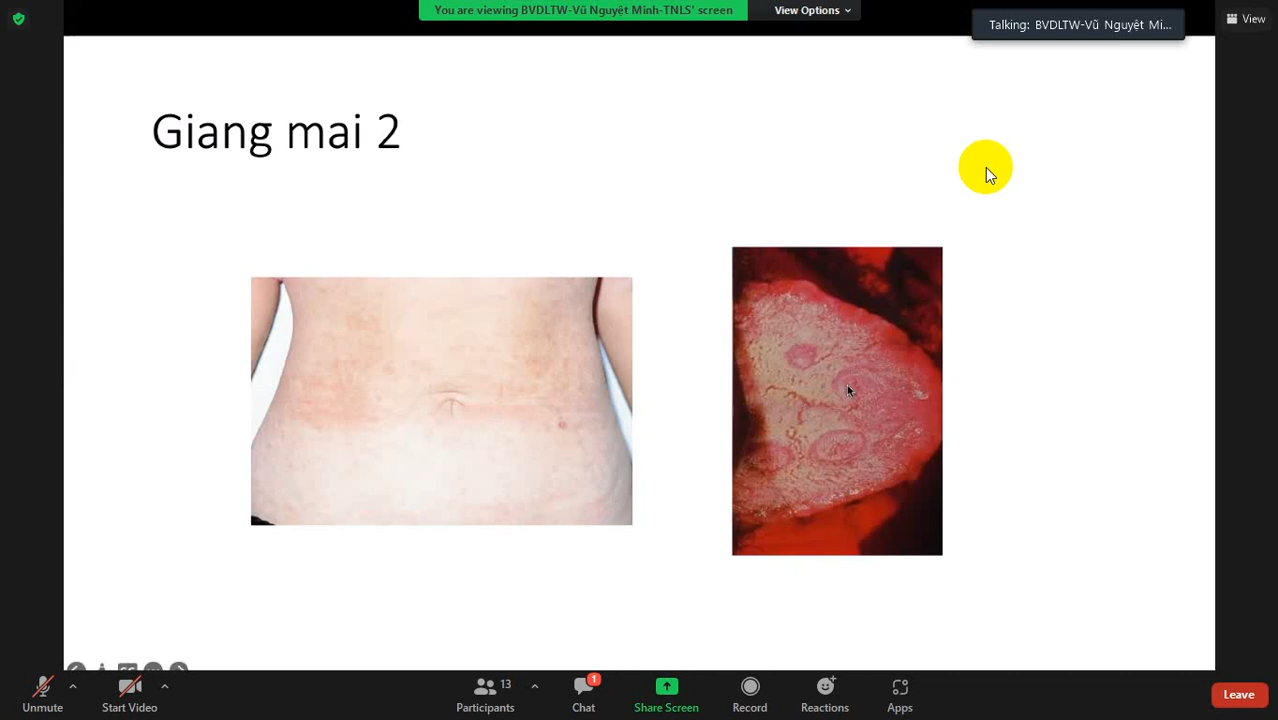 You are viewing BVDLTW-Vũ Nguyệt Minh-TNLS' screen
View Options
Talking: BVDLTW-Vũ Nguyệt Mi...
View
Giang mai 2
CC
Unmute
Start Video
Participants
13
Chat
1
Share Screen
Record
Reactions
Apps
Leave